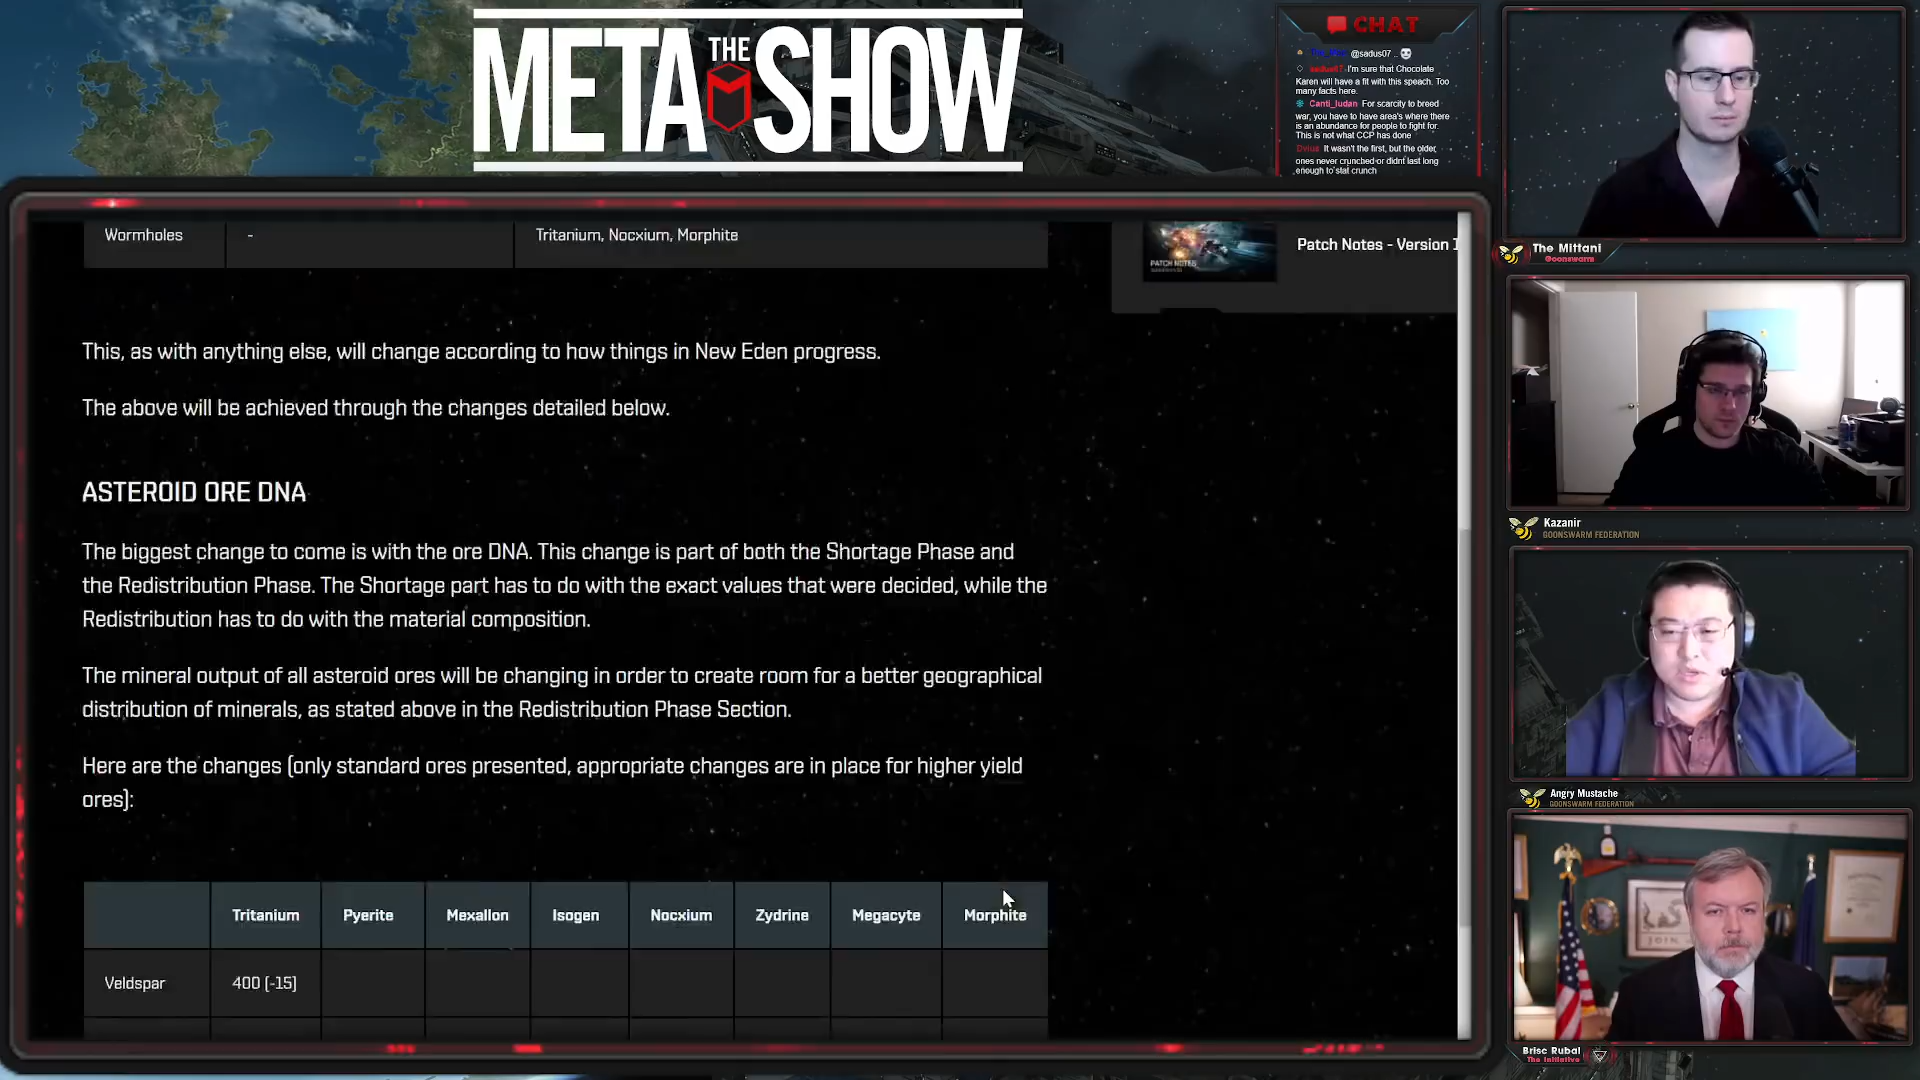 META THE SHOW
CHAT
@sadus07 ..
sadus07 I'm sure that Chocolate
Karen will have a fit with this speach. Too
many facts here.
Canti_ludan For scarcity to breed
war, you have to have area's where there
is an abundance for people to fight for.
This is not what CCP has done
Dvius It wasn't the first, but the older,
ones never crunched or didnt last long
enough to stat crunch
The Mittani
Goonswarm
Wormholes
-
Tritanium, Nocxium, Morphite
PATCH NOTES
Patch Notes - Version 1
This, as with anything else, will change according to how things in New Eden progress.
The above will be achieved through the changes detailed below.
ASTEROID ORE DNA
The biggest change to come is with the ore DNA. This change is part of both the Shortage Phase and
the Redistribution Phase. The Shortage part has to do with the exact values that were decided, while the
Redistribution has to do with the material composition.
The mineral output of all asteroid ores will be changing in order to create room for a better geographical
distribution of minerals, as stated above in the Redistribution Phase Section.
Here are the changes (only standard ores presented, appropriate changes are in place for higher yield
ores):
Tritanium Pyerite Mexallon Isogen Nocxium Zydrine Megacyte Morphite
Veldspar 400 (-15)
Kazanir
GOONSWARM FEDERATION
Angry Mustache
GOONSWARM FEDERATION
JOIN
Brisc Rubal
The Initiative